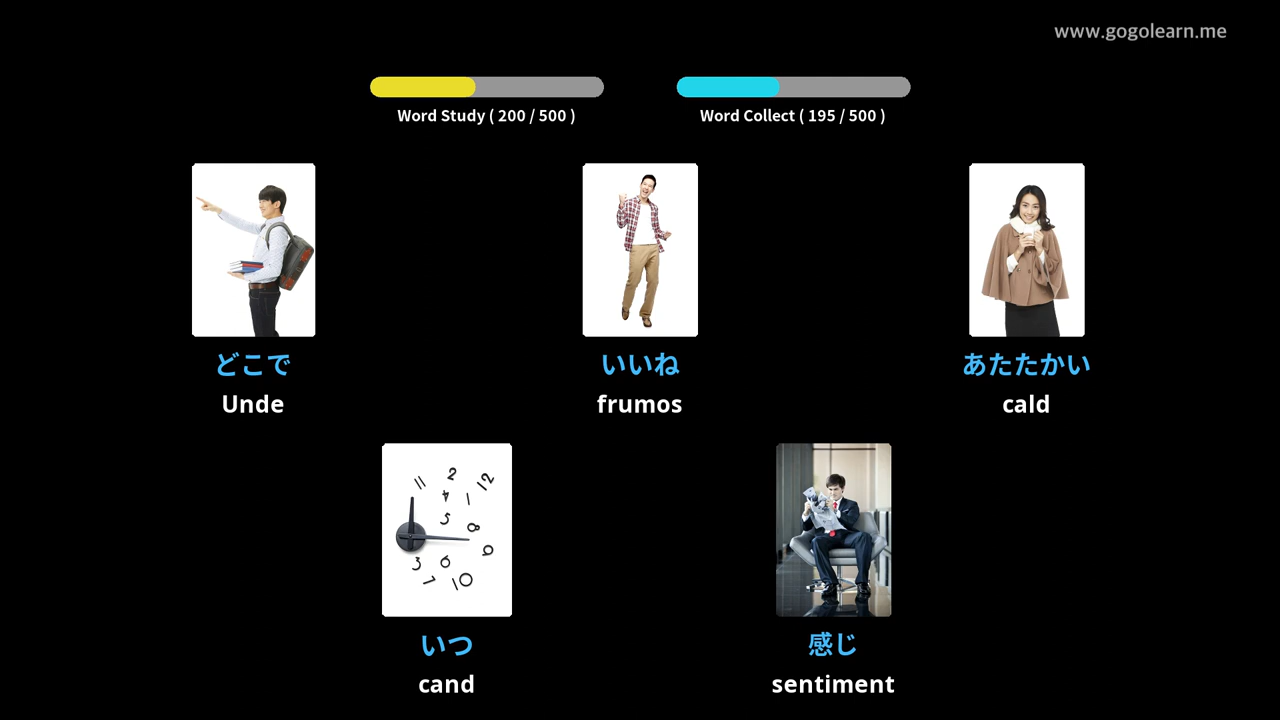 www.gogolearn.me
Word Study ( 200 / 500 )
Word Collect ( 195 / 500 )
どこで
Unde
いいね
frumos
あたたかい
cald
いつ
cand
感じ
sentiment